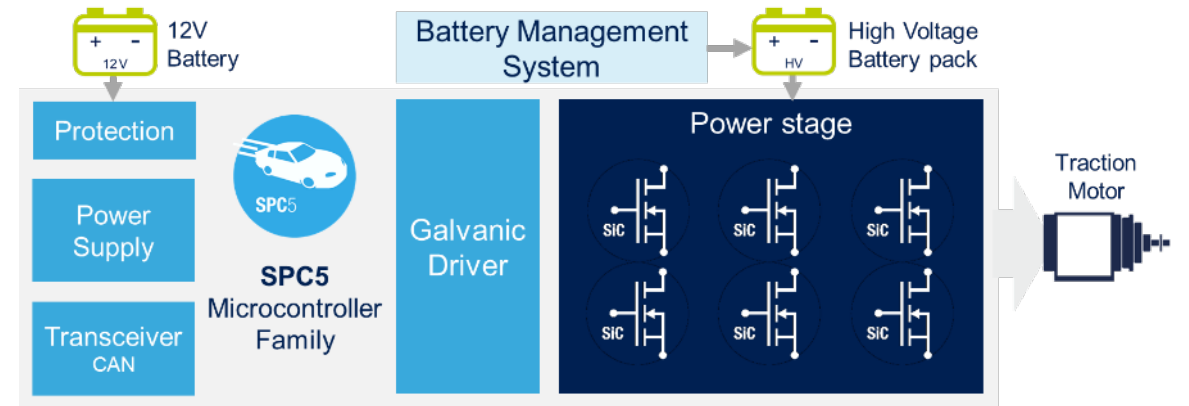 12V
Battery
+ -
12V
Battery Management
System
+ -
HV
High Voltage
Battery pack
Protection
Power
Supply
Transceiver
CAN
SPC5
SPC5
Microcontroller
Family
Galvanic
Driver
Power stage
SiC
SiC
SiC
SiC
SiC
SiC
Traction
Motor